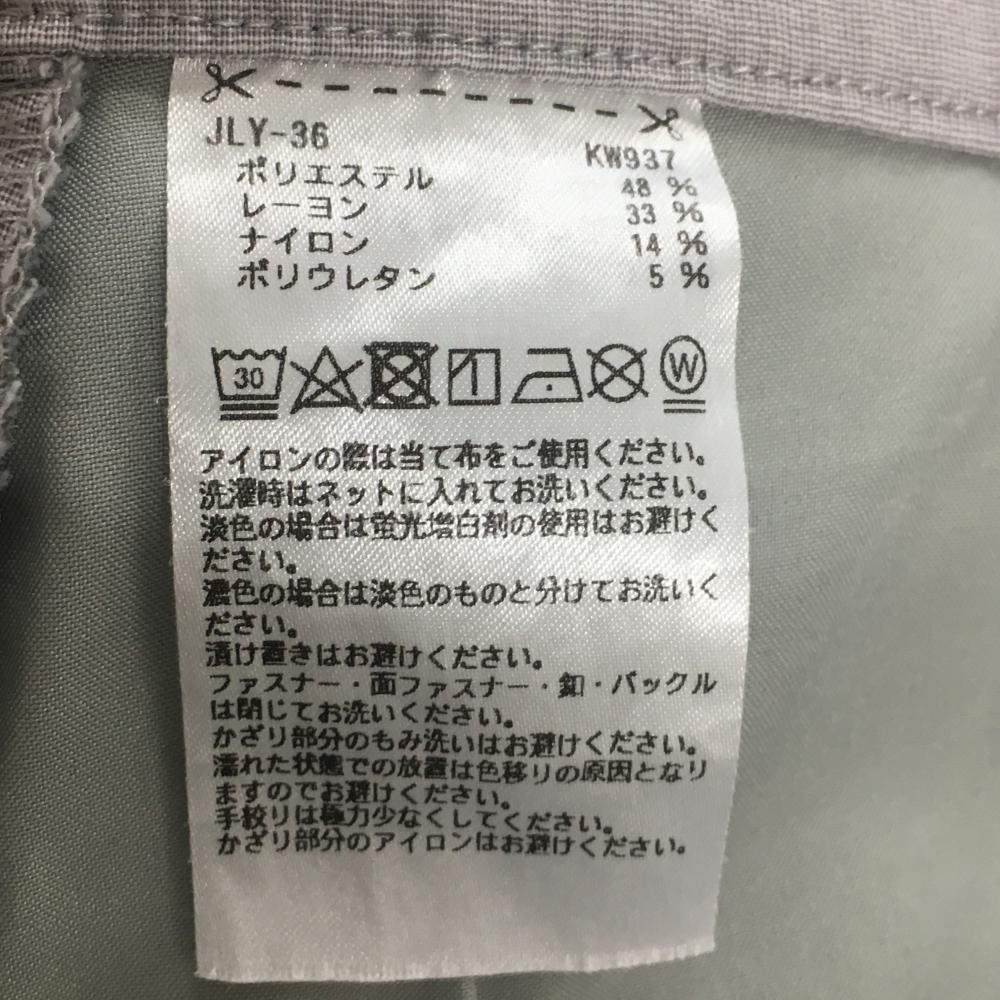 JLY-36 KW937
ポリエステル 48 %
レーヨン 33 %
ナイロン 14 %
ポリウレタン 5 %
30 W
アイロンの際は当て布をご使用ください。
洗濯時はネットに入れてお洗いください。
淡色の場合は蛍光増白剤の使用はお避けく
ださい。
濃色の場合は淡色のものと分けてお洗いく
ださい。
漬け置きはお避けください。
ファスナー・面ファスナー・釦・バックル
は閉じてお洗いください。
かざり部分のもみ洗いはお避けください。
濡れた状態での放置は色移りの原因となり
ますのでお避けください。
手絞りは極力少なくしてください。
かざり部分のアイロンはお避けください。